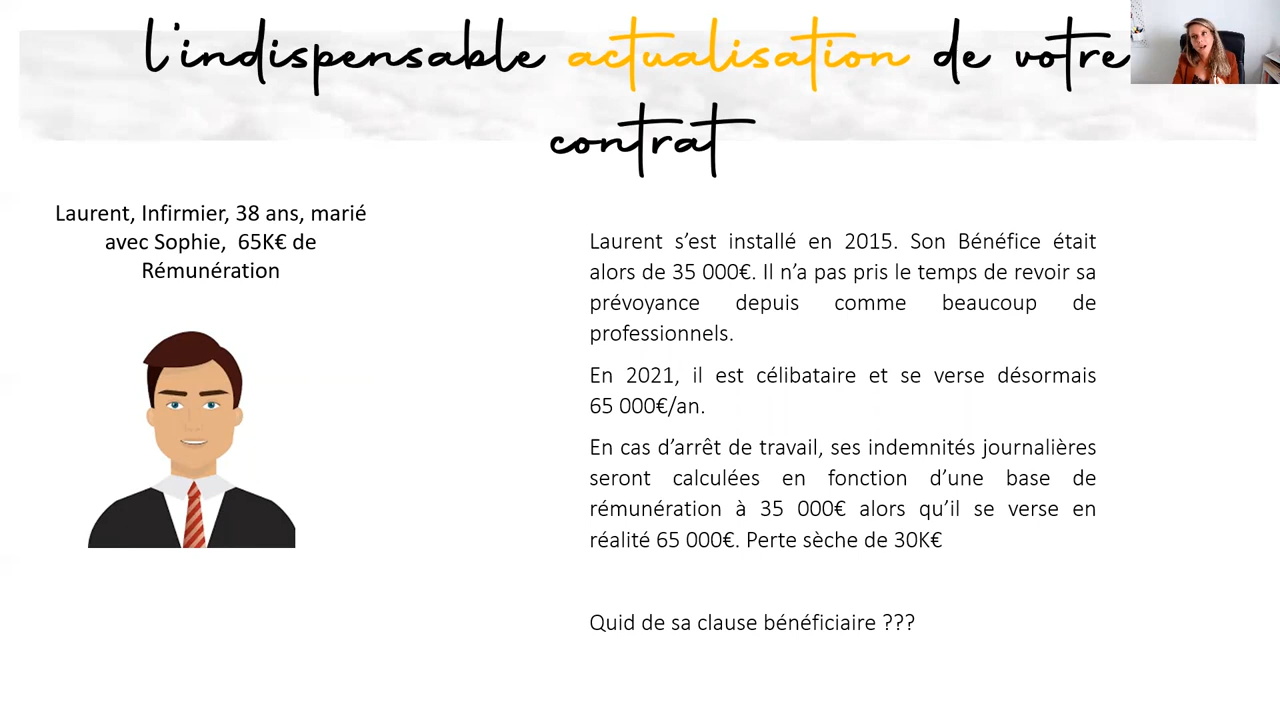 l'indispensable actualisation de votre
contrat
Laurent, Infirmier, 38 ans, marié
avec Sophie, 65K€ de
Rémunération
Laurent s'est installé en 2015. Son Bénéfice était
alors de 35 000€. Il n'a pas pris le temps de revoir sa
prévoyance depuis comme beaucoup de
professionnels.
En 2021, il est célibataire et se verse désormais
65 000€/an.
En cas d'arrêt de travail, ses indemnités journalières
seront calculées en fonction d'une base de
rémunération à 35 000€ alors qu'il se verse en
réalité 65 000€. Perte sèche de 30K€
Quid de sa clause bénéficiaire ???